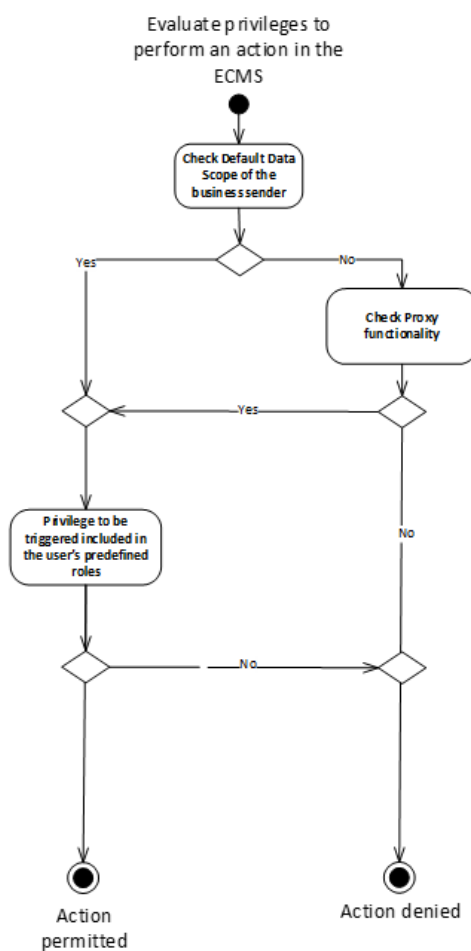 Evaluate privileges to
perform an action in the
ECMS
Check Default Data
Scope of the
business sender
Yes
No
Check Proxy
functionality
Yes
Privilege to be
triggered included in
the user's predefined
roles
No
No
Action
permitted
Action denied